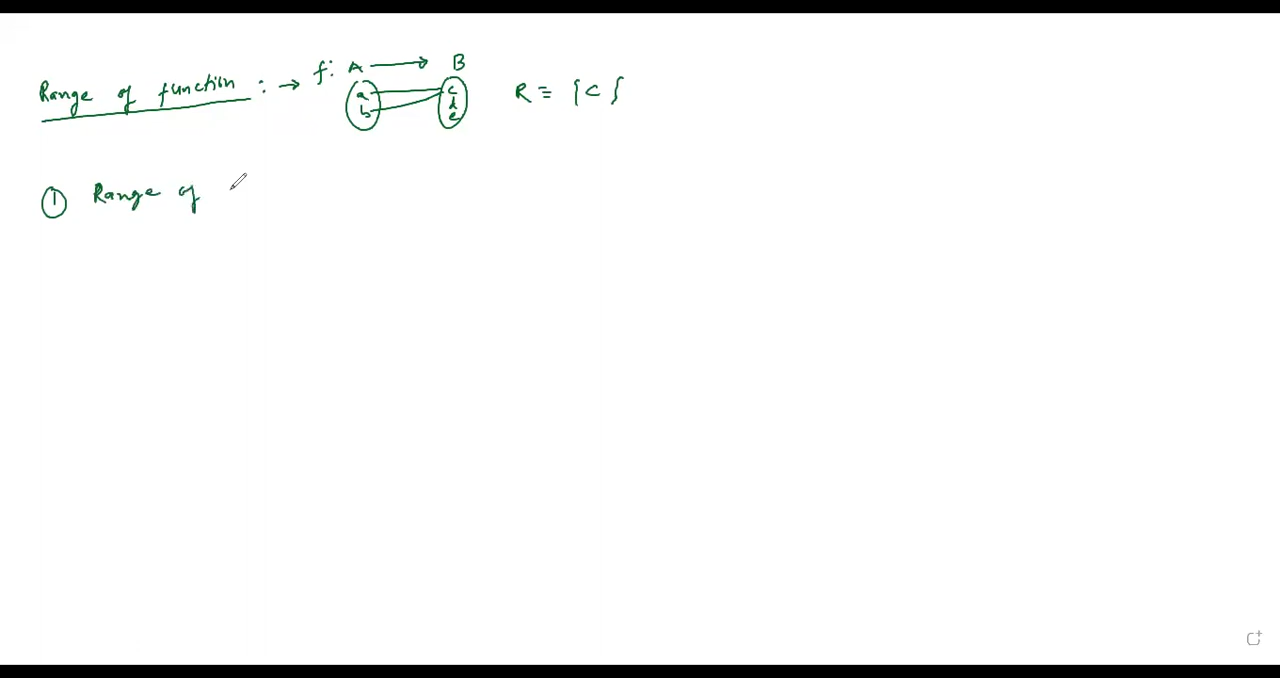 Range of function : → f: A → B
a c
b d
e
R ≡ {c}
① Range of